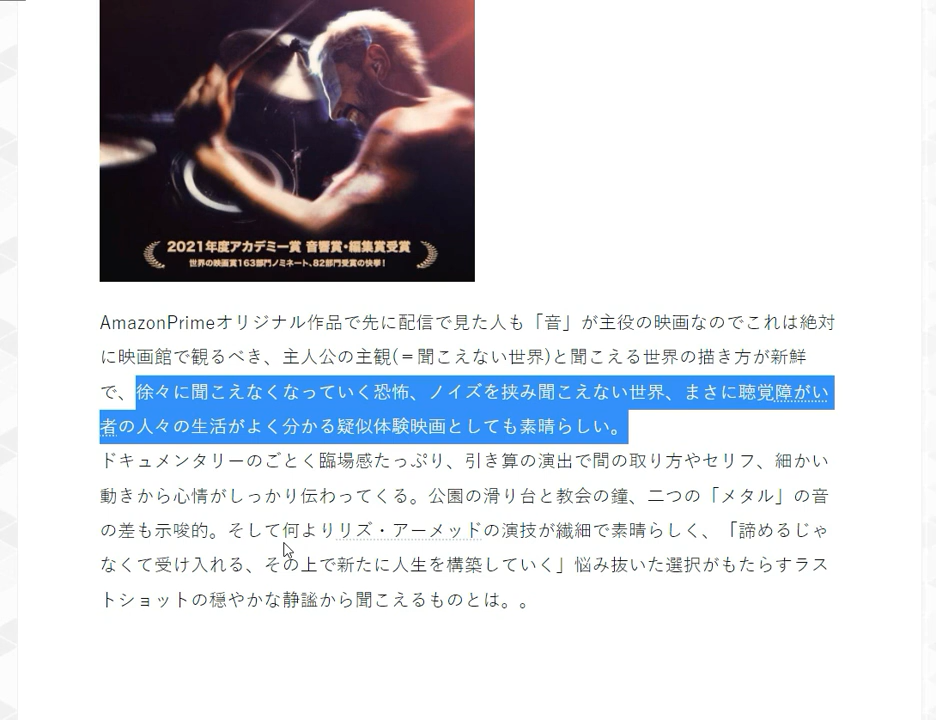 2021年度アカデミー賞 音響賞・編集賞受賞
世界の映画賞163部門ノミネート、82部門受賞の快挙!
AmazonPrimeオリジナル作品で先に配信で見た人も「音」が主役の映画なのでこれは絶対
に映画館で観るべき、主人公の主観(＝聞こえない世界)と聞こえる世界の描き方が新鮮
で、徐々に聞こえなくなっていく恐怖、ノイズを挟み聞こえない世界、まさに聴覚障がい
者の人々の生活がよく分かる疑似体験映画としても素晴らしい。
ドキュメンタリーのごとく臨場感たっぷり、引き算の演出で間の取り方やセリフ、細かい
動きから心情がしっかり伝わってくる。公園の滑り台と教会の鐘、二つの「メタル」の音
の差も示唆的。そして何よりリズ・アーメッドの演技が繊細で素晴らしく、「諦めるじゃ
なくて受け入れる、その上で新たに人生を構築していく」悩み抜いた選択がもたらすラス
トショットの穏やかな静謐から聞こえるものとは。。